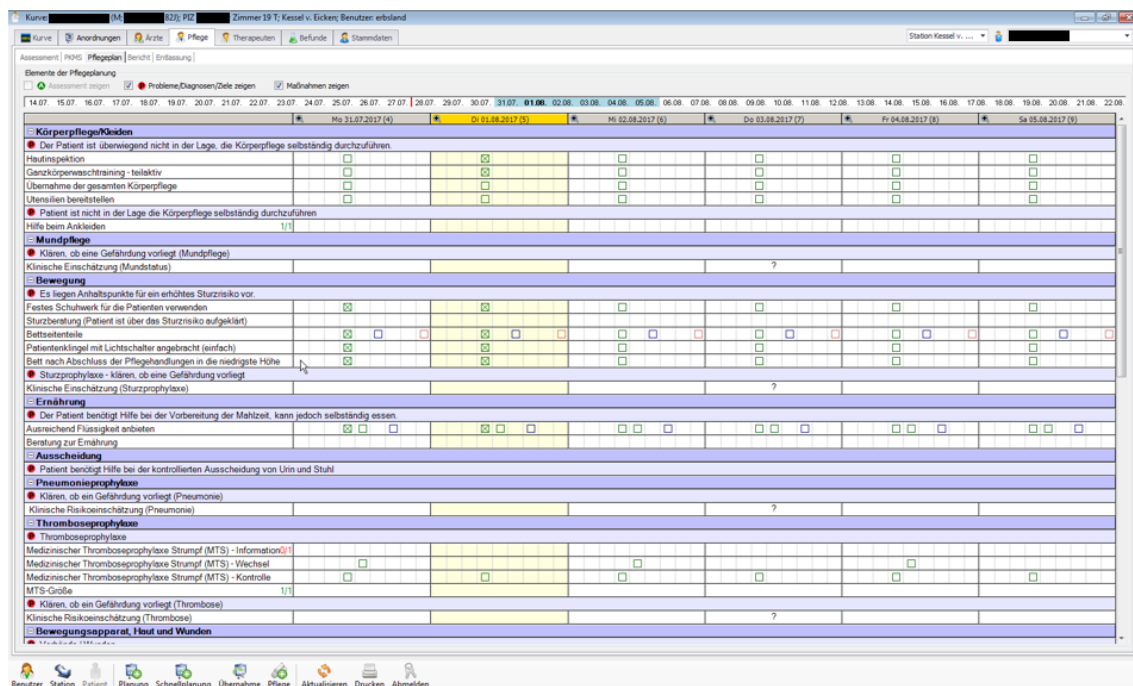 Kurve: (M; 82J); PIZ Zimmer 19 T; Kessel v. Eicken; Benutzer: erbsland
Kurve Anordnungen Ärzte Pflege Therapeuten Befunde Stammdaten Station Kessel v. ...
Assessment PKMS Pflegeplan Bericht Entlassung
Elemente der Pflegeplanung
Assessment zeigen Probleme/Diagnosen/Ziele zeigen Maßnahmen zeigen
14.07. 15.07. 16.07. 17.07. 18.07. 19.07. 20.07. 21.07. 22.07. 23.07. 24.07. 25.07. 26.07. 27.07. 28.07. 29.07. 30.07. 31.07. 01.08. 02.08. 03.08. 04.08. 05.08. 06.08. 07.08. 08.08. 09.08. 10.08. 11.08. 12.08. 13.08. 14.08. 15.08. 16.08. 17.08. 18.08. 19.08. 20.08. 21.08. 22.08.
Mo 31.07.2017 (4) Di 01.08.2017 (5) Mi 02.08.2017 (6) Do 03.08.2017 (7) Fr 04.08.2017 (8) Sa 05.08.2017 (9)
Körperpflege/Kleiden
P Der Patient ist überwiegend nicht in der Lage, die Körperpflege selbständig durchzuführen.
Hautinspektion
Ganzkörperwaschtraining - teilaktiv
Übernahme der gesamten Körperpflege
Utensilien bereitstellen
P Patient ist nicht in der Lage die Körperpflege selbständig durchzuführen
Hilfe beim Ankleiden 1/1
Mundpflege
P Klären, ob eine Gefährdung vorliegt (Mundpflege)
Klinische Einschätzung (Mundstatus) ?
Bewegung
P Es liegen Anhaltspunkte für ein erhöhtes Sturzrisiko vor.
Festes Schuhwerk für die Patienten verwenden
Sturzberatung (Patient ist über das Sturzrisiko aufgeklärt)
Bettseitenteile
Patientenklingel mit Lichtschalter angebracht (einfach)
Bett nach Abschluss der Pflegehandlungen in die niedrigste Höhe
P Sturzprophylaxe - klären, ob eine Gefährdung vorliegt
Klinische Einschätzung (Sturzprophylaxe) ?
Ernährung
P Der Patient benötigt Hilfe bei der Vorbereitung der Mahlzeit, kann jedoch selbständig essen.
Ausreichend Flüssigkeit anbieten
Beratung zur Ernährung
Ausscheidung
P Patient benötigt Hilfe bei der kontrollierten Ausscheidung von Urin und Stuhl
Pneumonieprophylaxe
P Klären, ob ein Gefährdung vorliegt (Pneumonie)
Klinische Risikoeinschätzung (Pneumonie) ?
Thromboseprophylaxe
P Thromboseprophylaxe
Medizinischer Thromboseprophylaxe Strumpf (MTS) - Information 0/1
Medizinischer Thromboseprophylaxe Strumpf (MTS) - Wechsel
Medizinischer Thromboseprophylaxe Strumpf (MTS) - Kontrolle
MTS-Größe 1/1
P Klären, ob ein Gefährdung vorliegt (Thrombose)
Klinische Risikoeinschätzung (Thrombose) ?
Bewegungsapparat, Haut und Wunden
Benutzer Station Patient Planung Schnellplanung Übernahme Pflege Aktualisieren Drucken Abmelden